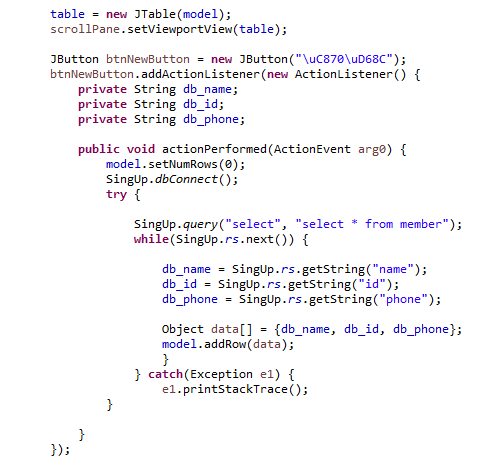 table = new JTable(model);
scrollPane.setViewportView(table);
JButton btnNewButton = new JButton("\uC870\uD68C");
btnNewButton.addActionListener(new ActionListener() {
private String db_name;
private String db_id;
private String db_phone;
public void actionPerformed(ActionEvent arg0) {
model.setNumRows(0);
SingUp.dbConnect();
try {
SingUp.query("select", "select * from member");
while(SingUp.rs.next()) {
db_name = SingUp.rs.getString("name");
db_id = SingUp.rs.getString("id");
db_phone = SingUp.rs.getString("phone");
Object data[] = {db_name, db_id, db_phone};
model.addRow(data);
}
} catch(Exception e1) {
e1.printStackTrace();
}
}
});